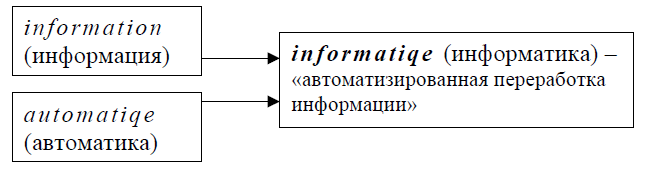 information
(информация)
automatiqe
(автоматика)
informatiqe (информатика) –
«автоматизированная переработка
информации»